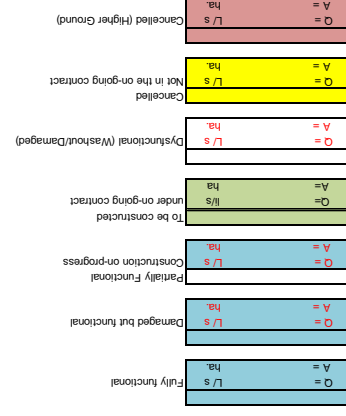 Q = L/ s Fully functional
A = ha.
Q = L/ s Damaged but functional
A = ha.
Partially Functional
Q = L/ s Construction on-progress
A = ha.
To be constructed
Q= li/s under on-going contract
A= ha
Q = L/ s Dysfunctional (Washout/Damaged)
A = ha.
Cancelled
Q = L/ s Not in the on-going contract
A = ha.
Q = L/ s Cancelled (Higher Ground)
A = ha.